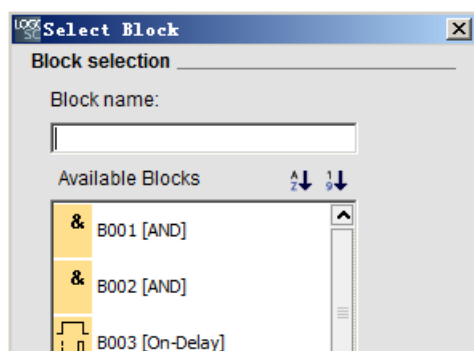 Select Block
Block selection
Block name:
Available Blocks
& B001 [AND]
& B002 [AND]
B003 [On-Delay]